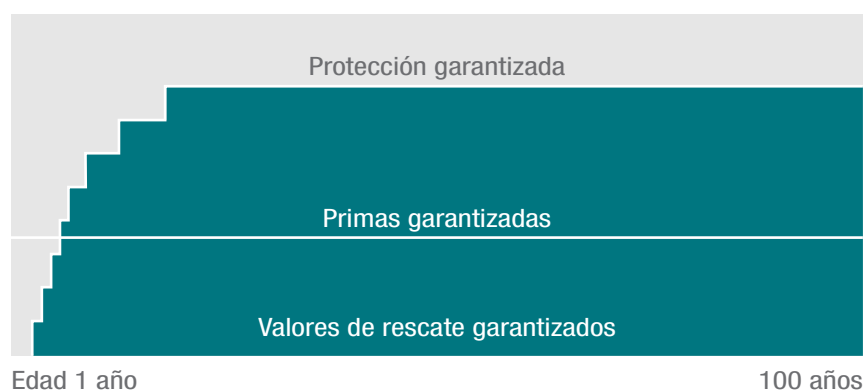 Protección garantizada
Primas garantizadas
Valores de rescate garantizados
Edad 1 año
100 años